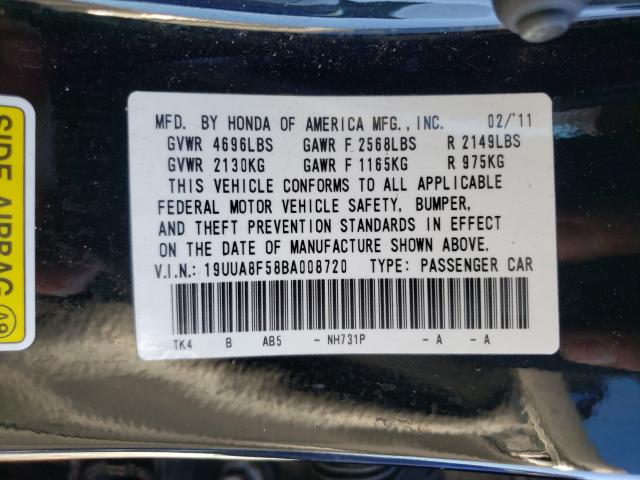 MFD. BY HONDA OF AMERICA MFG., INC. 02/'11
GVWR 4696LBS GAWR F 2568LBS R 2149LBS
GVWR 2130KG GAWR F 1165KG R 975KG
THIS VEHICLE CONFORMS TO ALL APPLICABLE
FEDERAL MOTOR VEHICLE SAFETY, BUMPER,
AND THEFT PREVENTION STANDARDS IN EFFECT
ON THE DATE OF MANUFACTURE SHOWN ABOVE.
V.I.N.: 19UUA8F58BA008720 TYPE: PASSENGER CAR
TK4 B AB5 - NH731P - A - A
SIDE AIRBAG